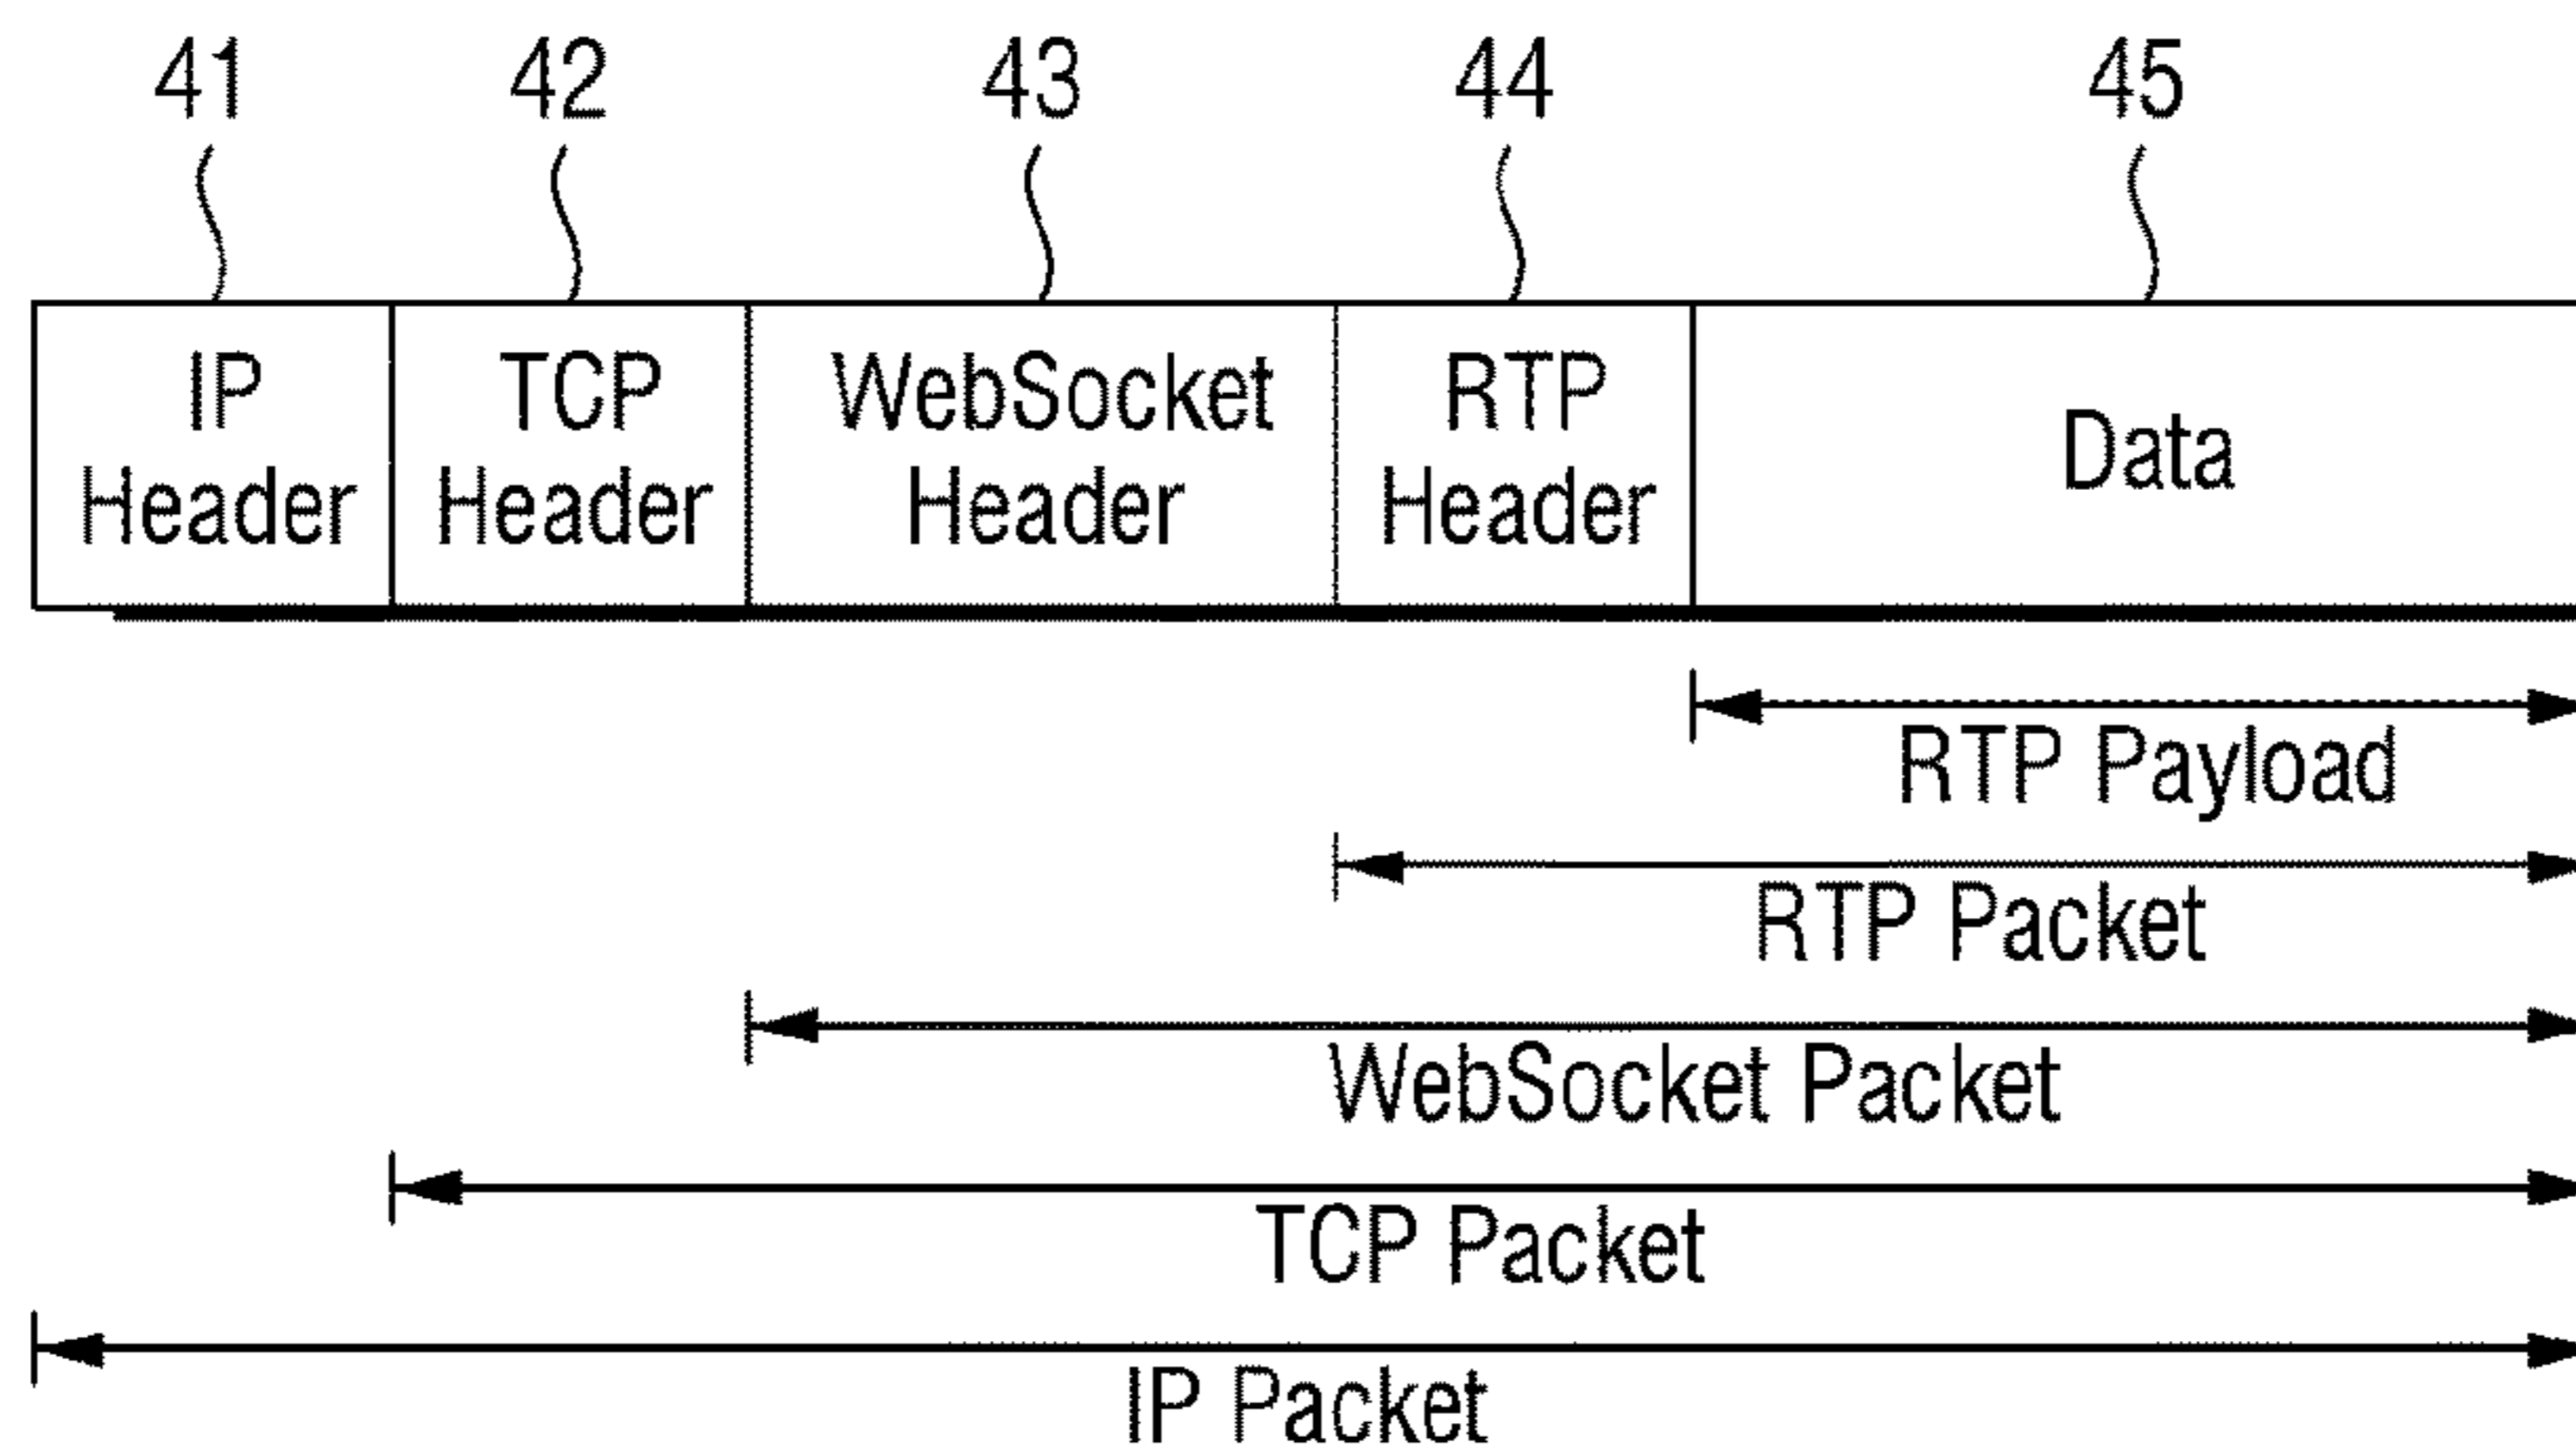 41 42 43 44 45
IP TCP WebSocket RTP Data
Header Header Header Header
RTP Payload
RTP Packet
WebSocket Packet
TCP Packet
IP Packet